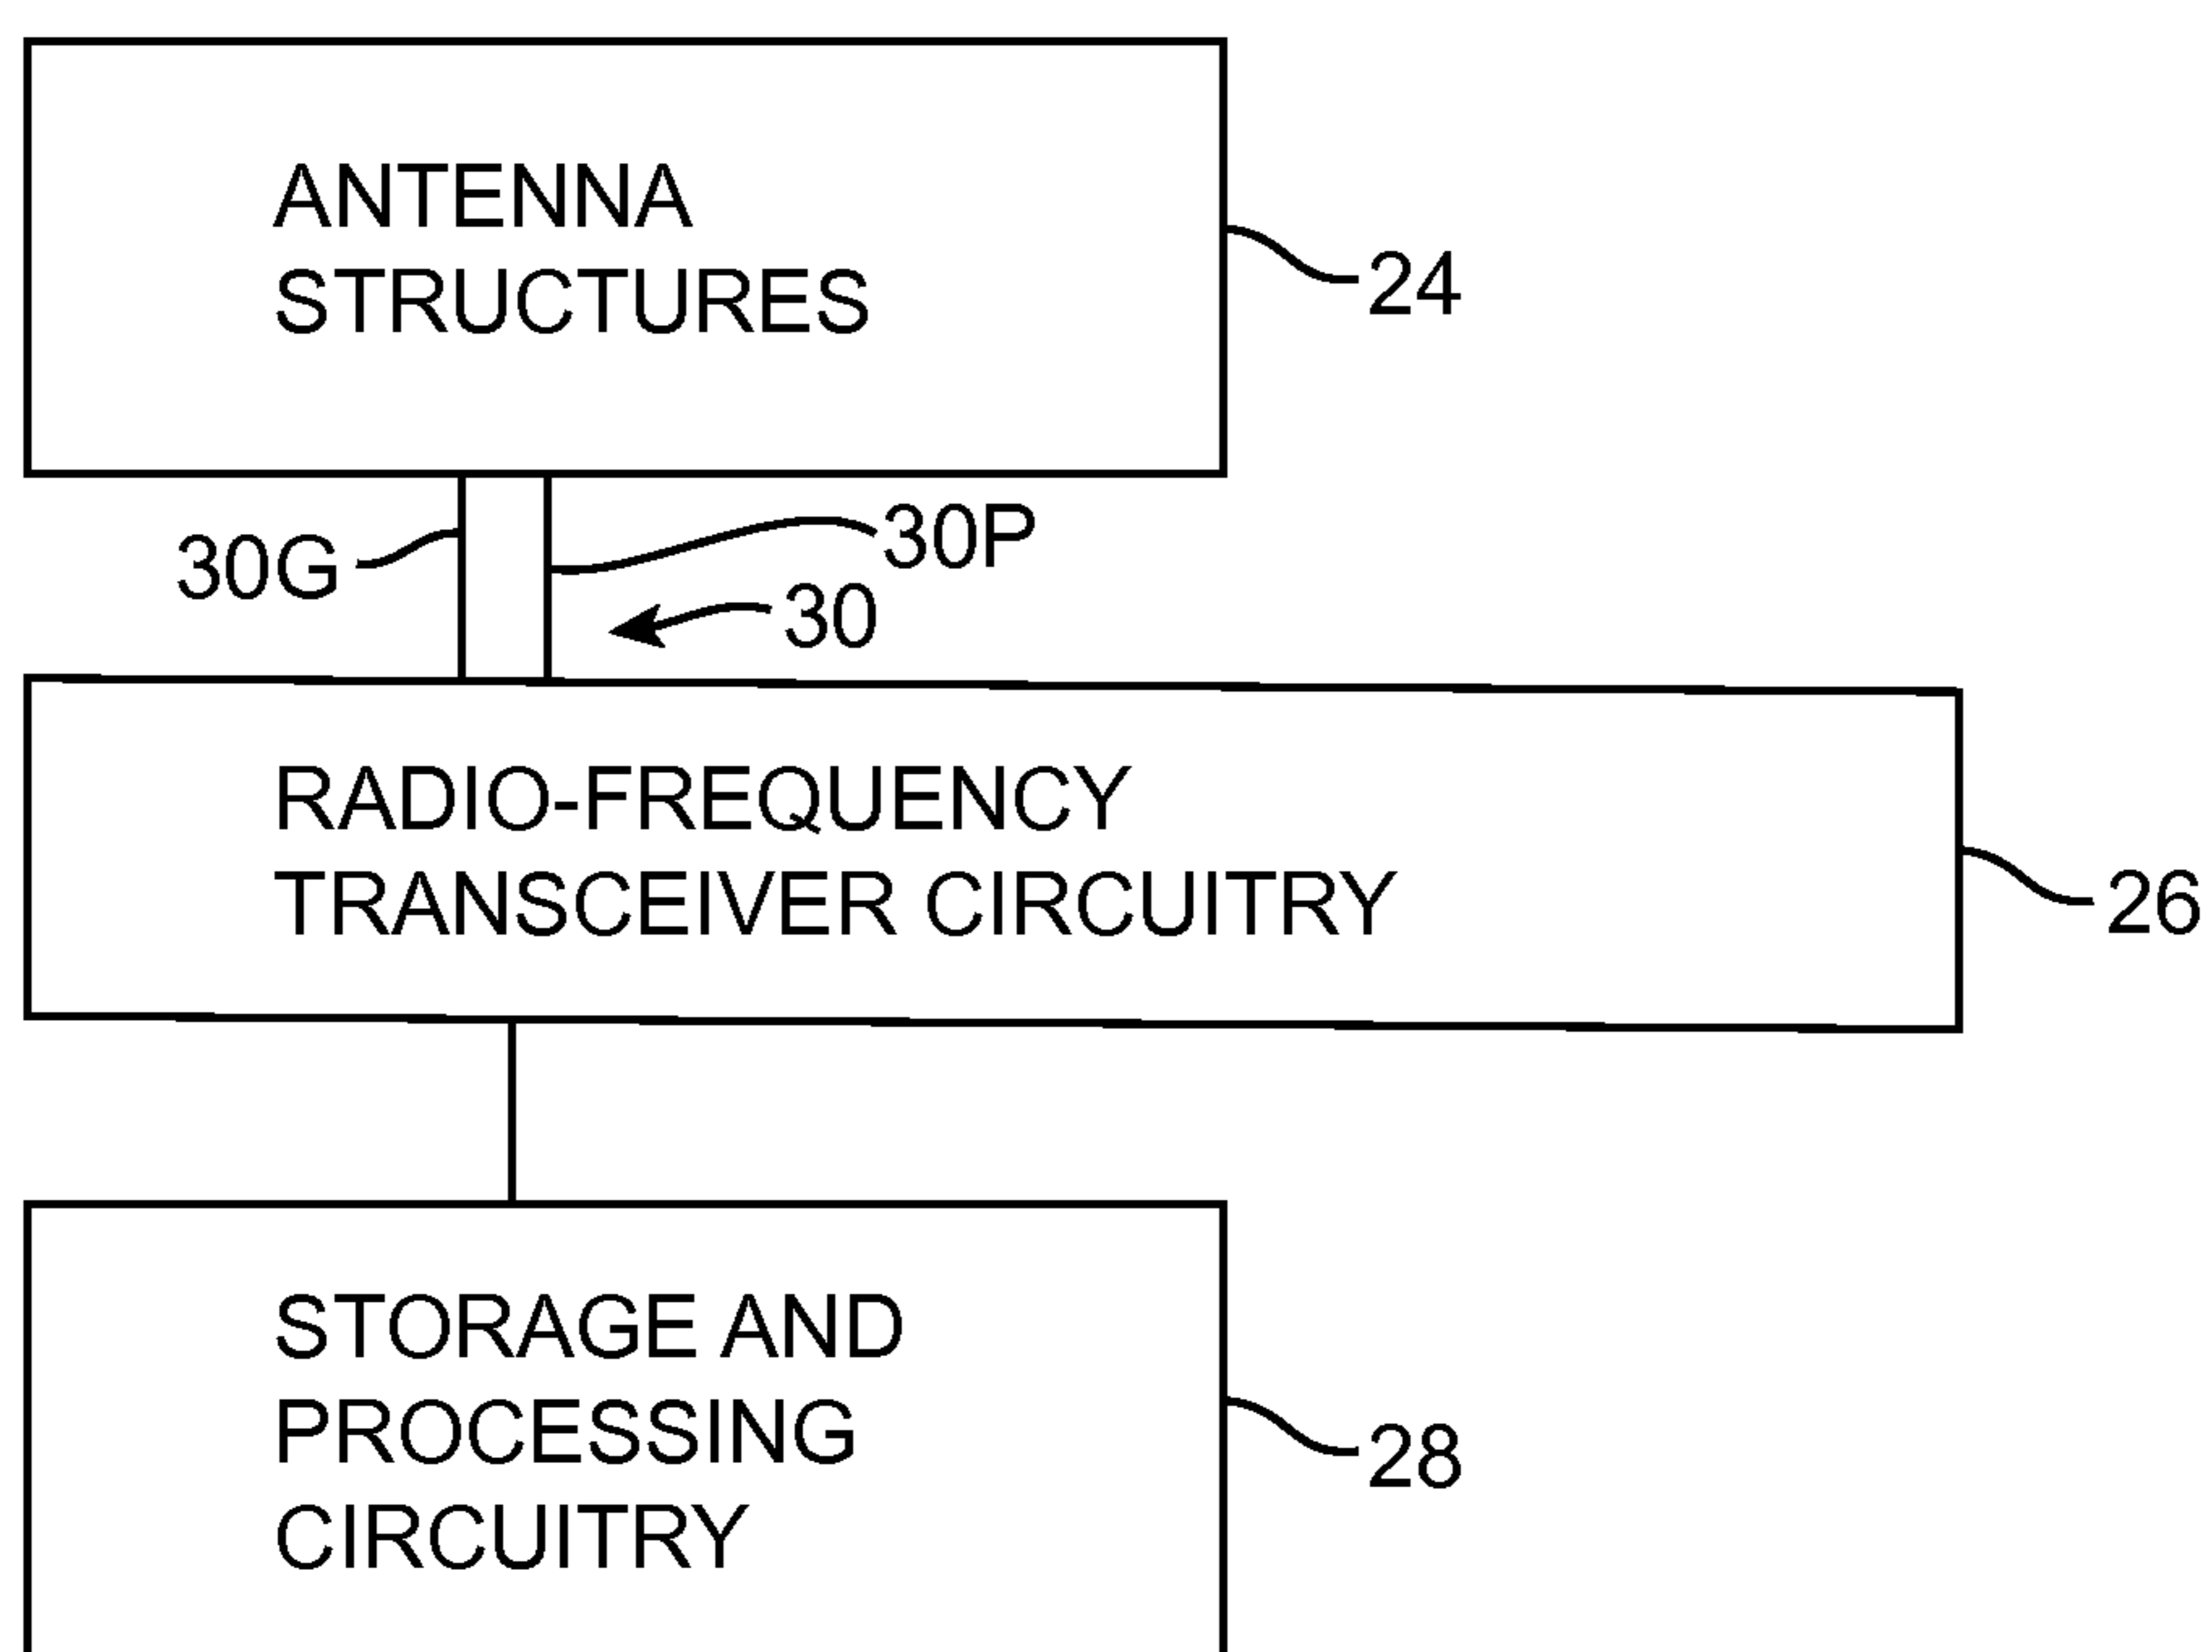 ANTENNA
STRUCTURES
24
30G
30P
30
RADIO-FREQUENCY
TRANSCEIVER CIRCUITRY
26
STORAGE AND
PROCESSING
CIRCUITRY
28